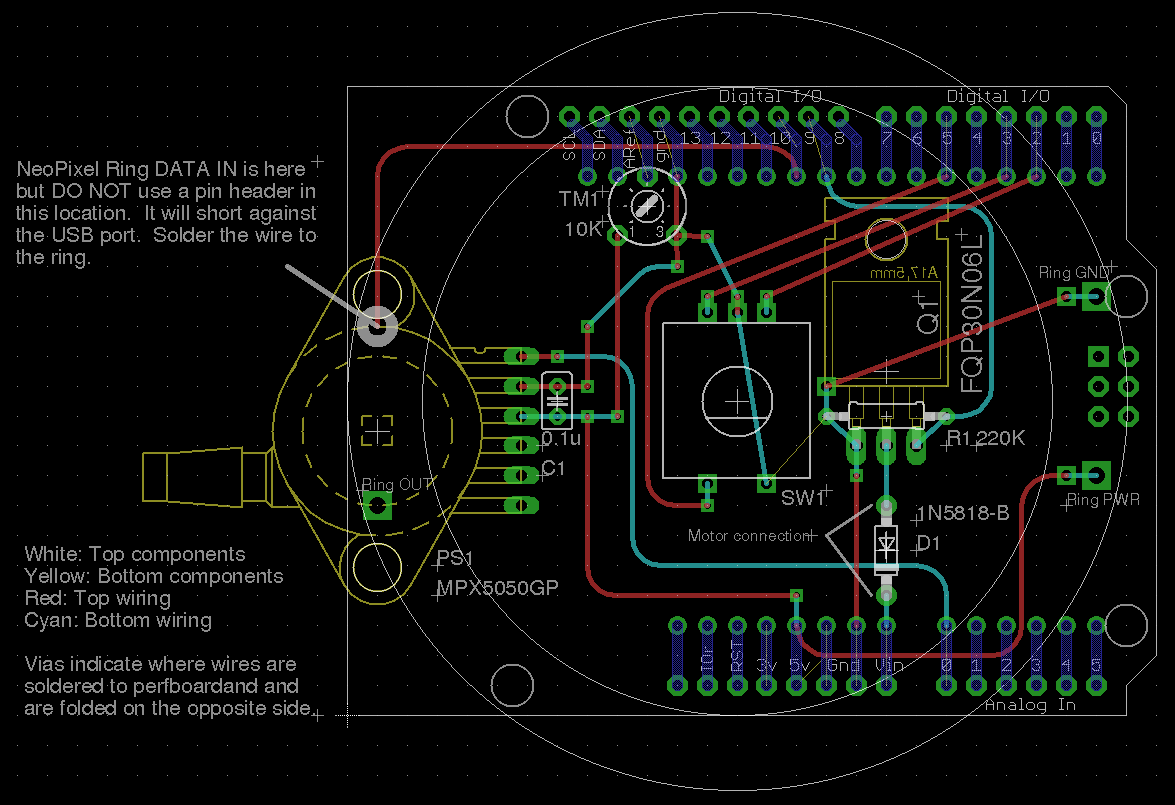 Digital I/O
Digital I/O
SCL
SDA
ARef
gnd
13
12
11
10
9
8
7
6
5
4
3
2
1
0
NeoPixel Ring DATA IN is here
but DO NOT use a pin header in
this location.  It will short against
the USB port.  Solder the wire to
the ring.
TM1
10K
1
3
A17,5mm
Q1
FQP30N06L
Ring GND
R1
220K
0.1u
C1
Ring OUT
SW1
Ring PWR
1N5818-B
D1
Motor connection
PS1
MPX5050GP
White: Top components
Yellow: Bottom components
Red: Top wiring
Cyan: Bottom wiring
Vias indicate where wires are
soldered to perfboardand and
are folded on the opposite side.
IOr
RST
3v
5v
Gnd
Vin
0
1
2
3
4
5
Analog In